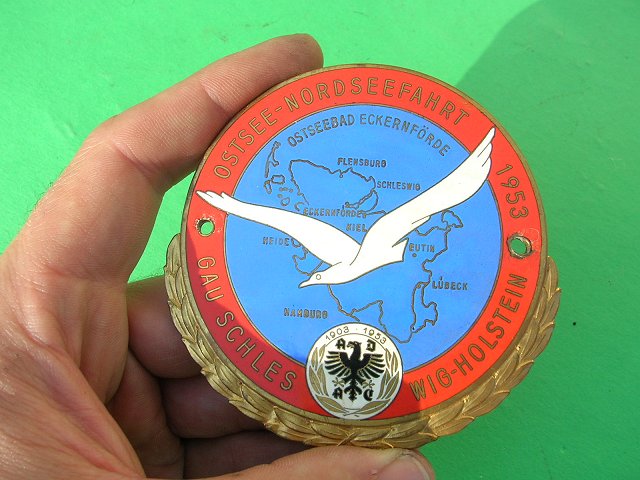 OSTSEE-NORDSEEFAHRT 1953
OSTSEEBAD ECKERNFÖRDE
FLENSBURG
SCHLESWIG
ECKERNFÖRDE
KIEL
HEIDE
EUTIN
LÜBECK
HAMBURG
1903 - 1953
A D
A C
GAU SCHLES
WIG-HOLSTEIN